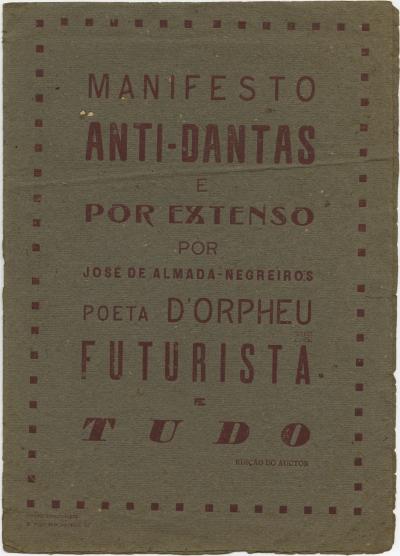 MANIFESTO
ANTI-DANTAS
E
POR EXTENSO
POR
JOSÉ DE ALMADA-NEGREIROS
POETA D'ORPHEU
FUTURISTA
E
TUDO
EDIÇÃO DO AUCTOR